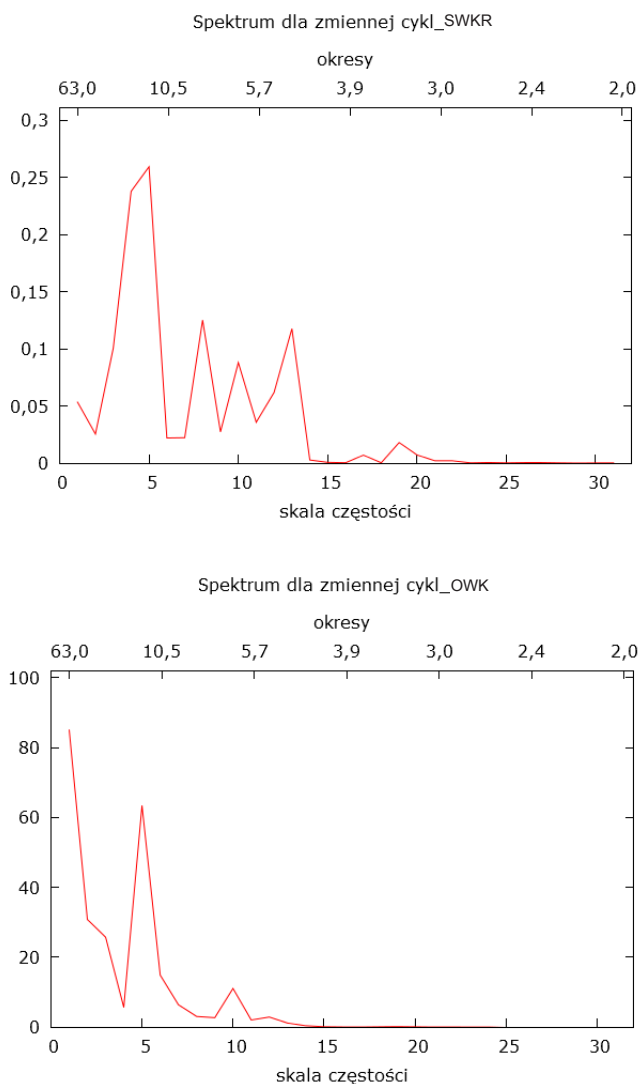 Spektrum dla zmiennej cykl_SWKR
okresy
63,0 10,5 5,7 3,9 3,0 2,4 2,0
0,3
0,25
0,2
0,15
0,1
0,05
0
0 5 10 15 20 25 30
skala częstości
Spektrum dla zmiennej cykl_OWK
okresy
63,0 10,5 5,7 3,9 3,0 2,4 2,0
100
80
60
40
20
0
0 5 10 15 20 25 30
skala częstości